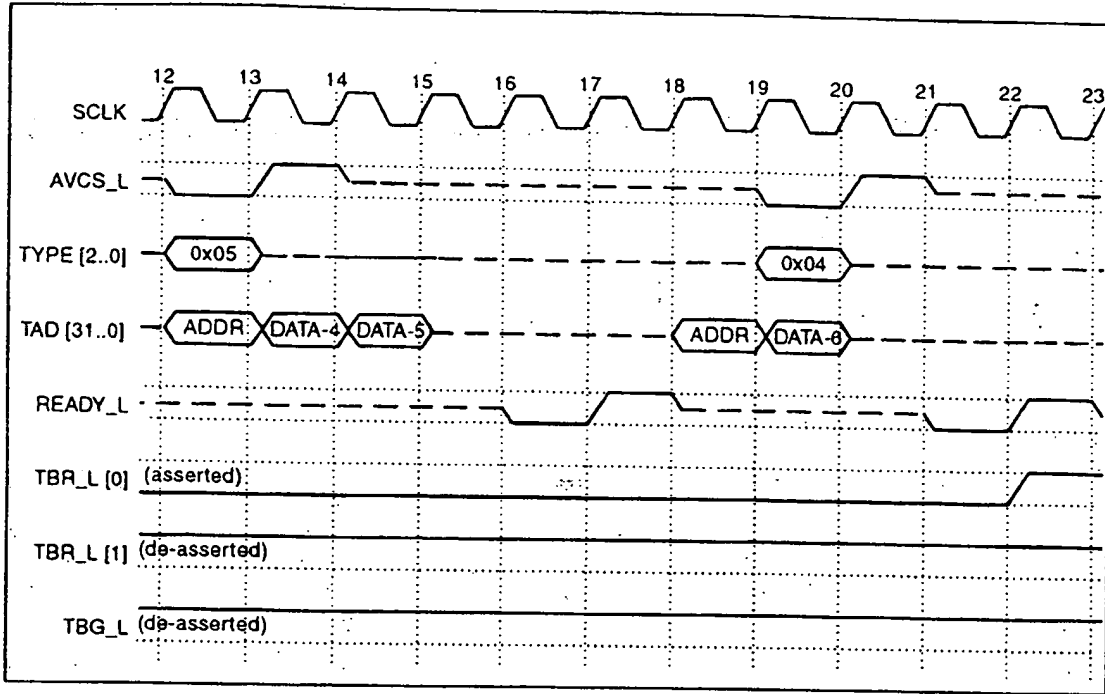 12 13 14 15 16 17 18 19 20 21 22 23
SCLK
AVCS_L
TYPE [2..0] 0x05 0x04
TAD [31..0] ADDR DATA-4 DATA-5 ADDR DATA-6
READY_L
TBR_L [0] (asserted)
TBR_L [1] (de-asserted)
TBG_L (de-asserted)